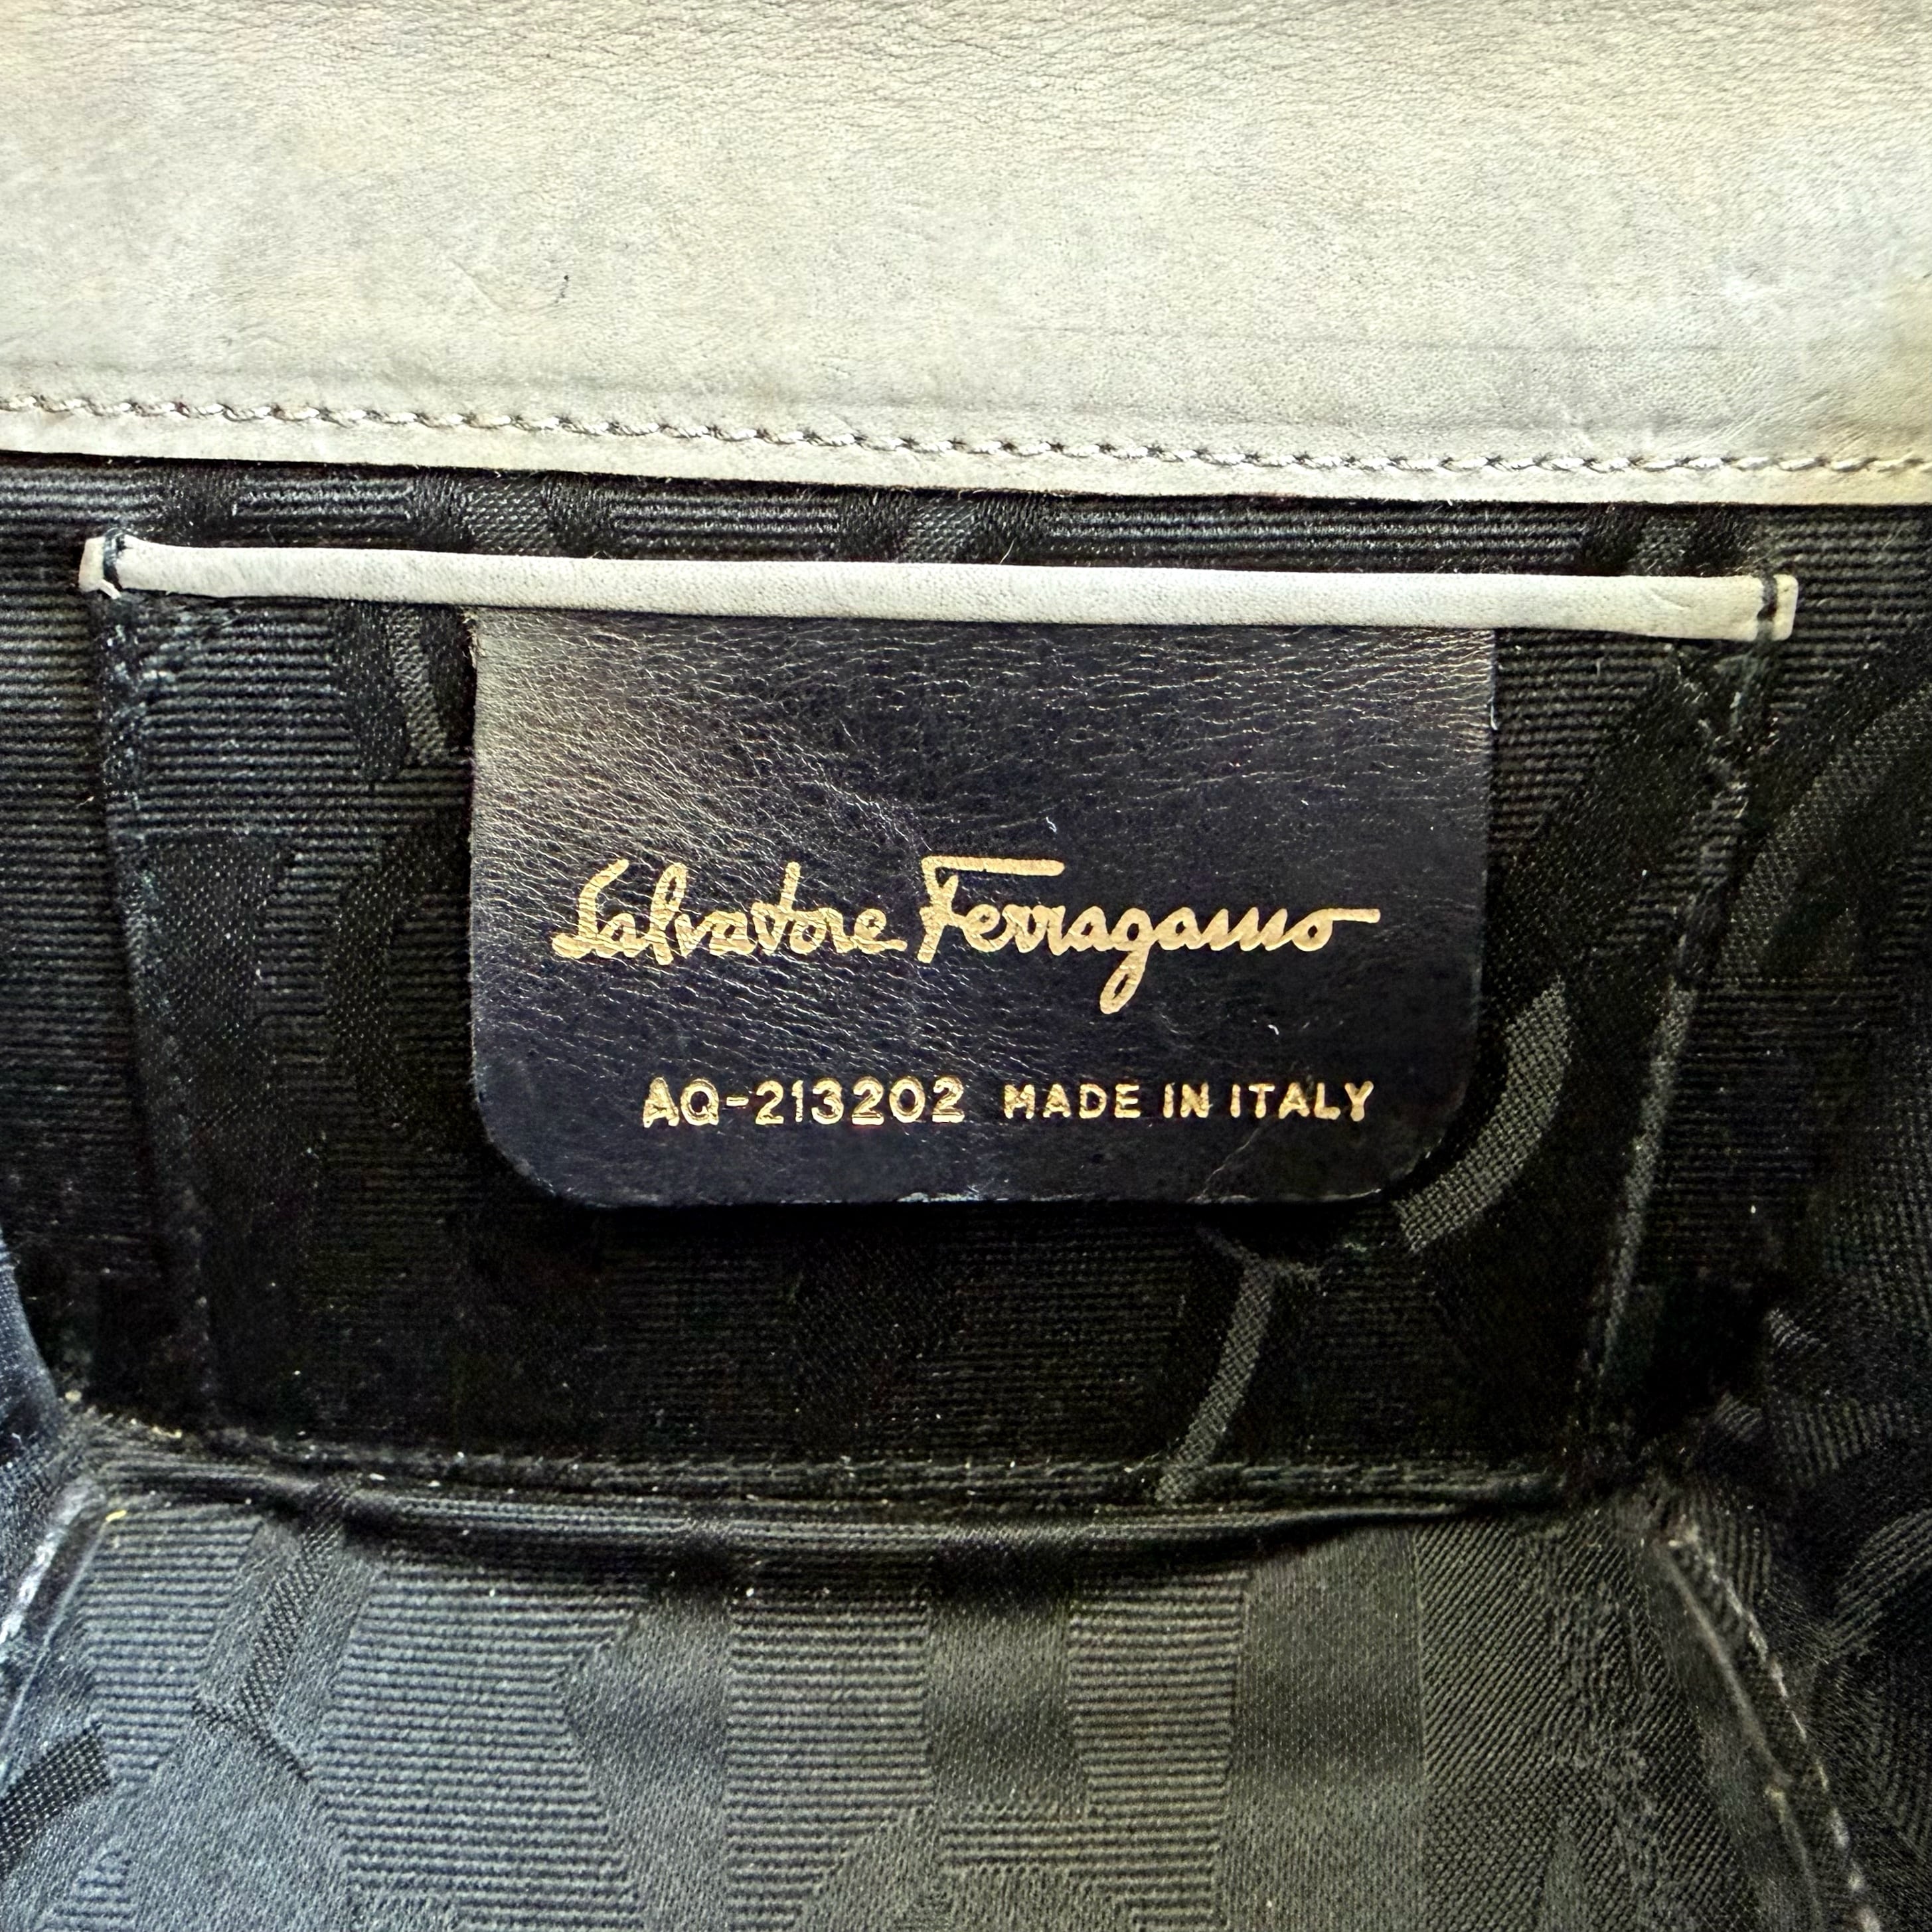 Salvatore Ferragamo
AQ-213202 MADE IN ITALY